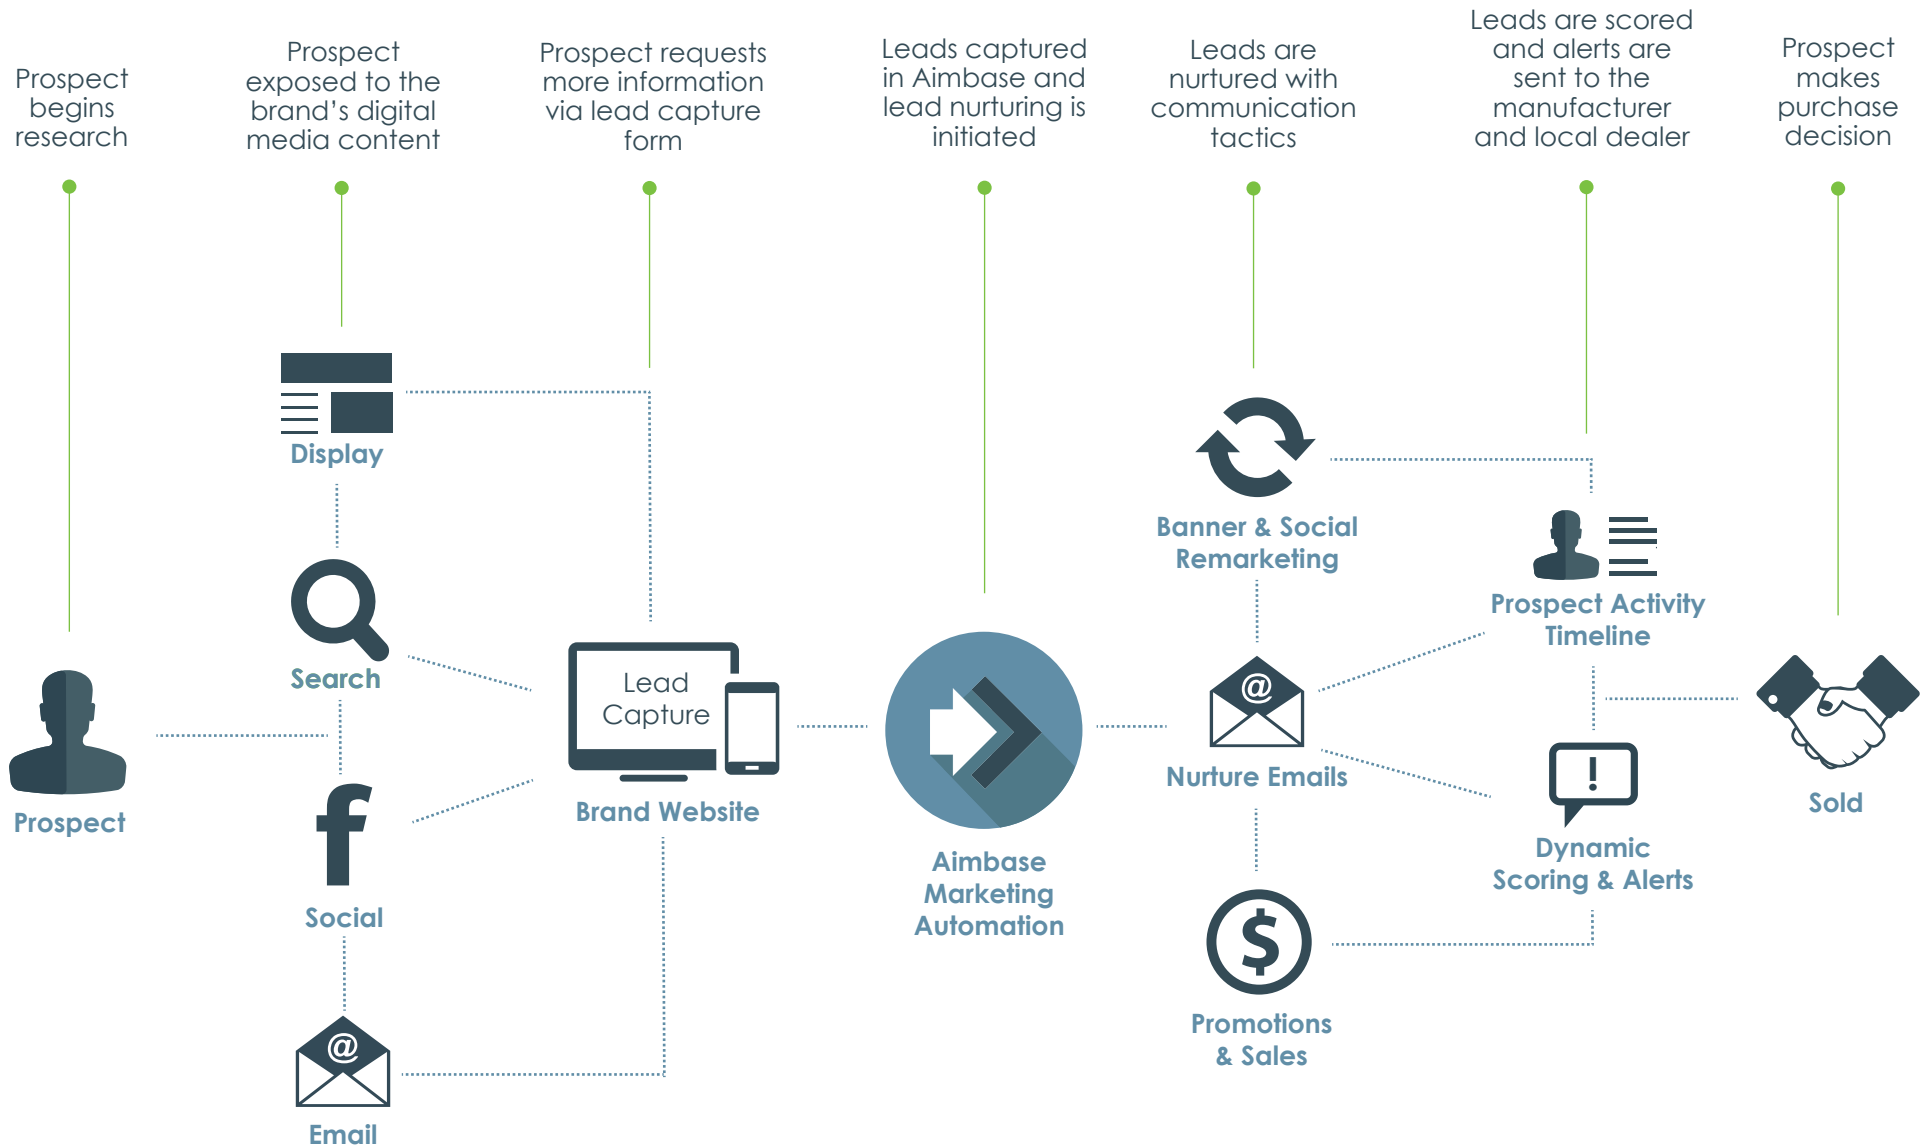 Prospect
begins
research
Prospect
exposed to the
brand’s digital
media content
Prospect requests
more information
via lead capture
form
Leads captured
in Aimbase and
lead nurturing is
initiated
Leads are
nurtured with
communication
tactics
Leads are scored
and alerts are
sent to the
manufacturer
and local dealer
Prospect
makes
purchase
decision
Prospect
Display
Search
f
Social
@
Email
Lead
Capture
Brand Website
Aimbase
Marketing
Automation
Banner & Social
Remarketing
@
Nurture Emails
$
Promotions
& Sales
Prospect Activity
Timeline
!
Dynamic
Scoring & Alerts
Sold